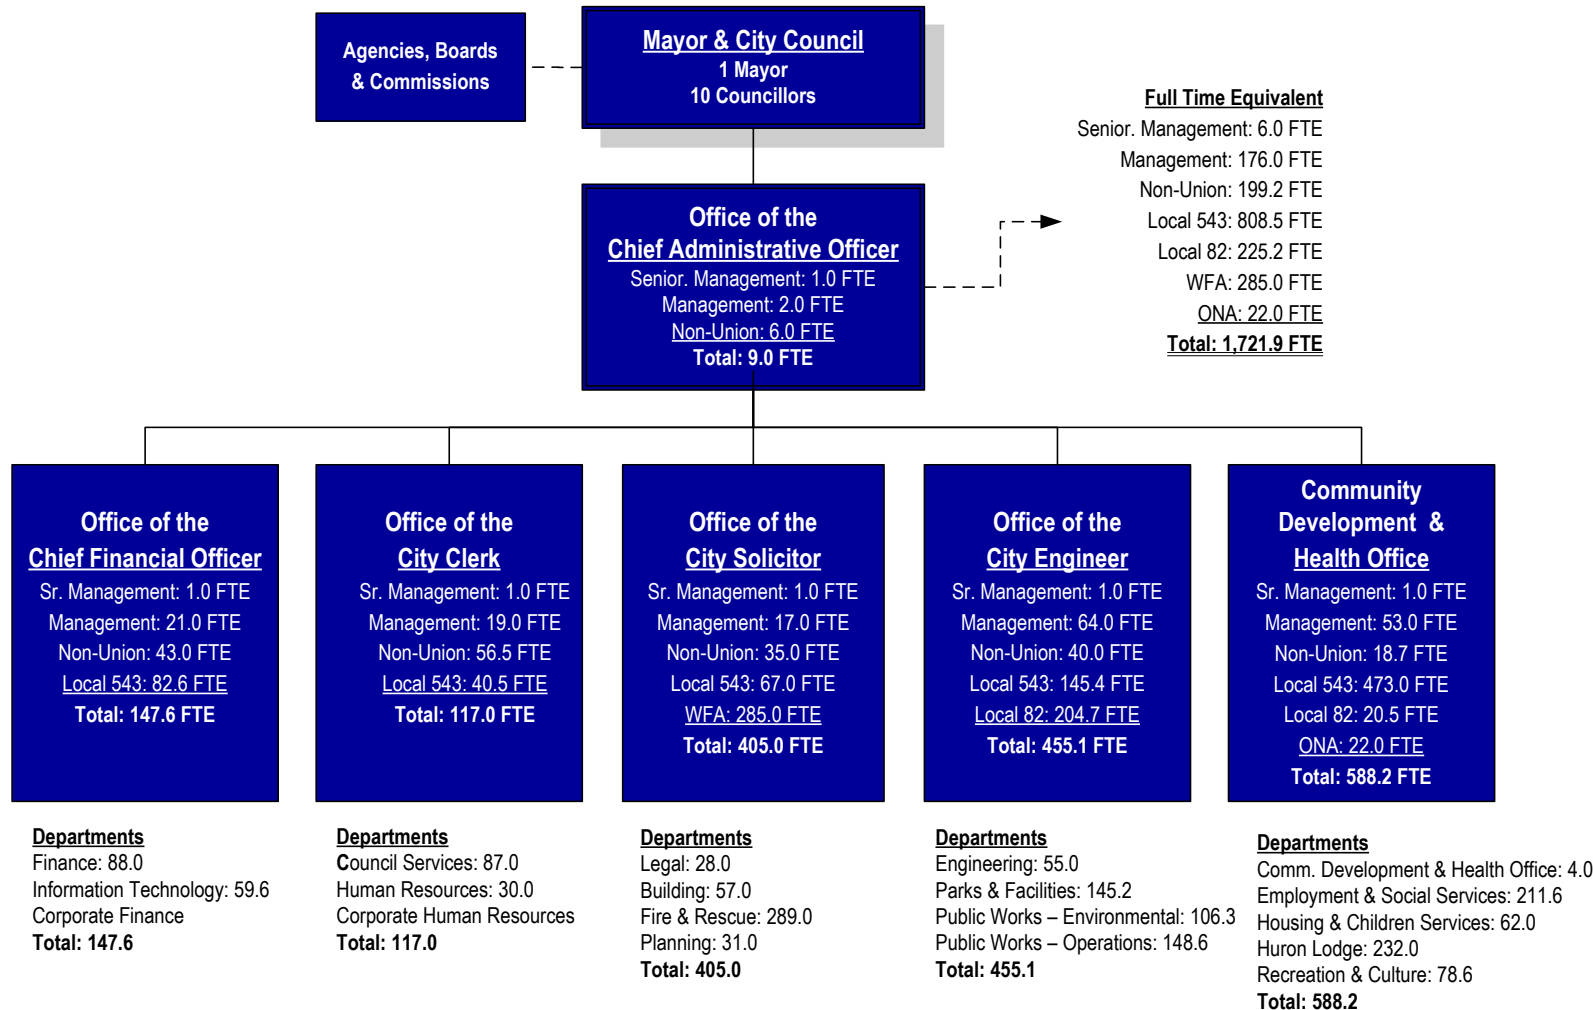 Agencies, Boards
& Commissions
Mayor & City Council
1 Mayor
10 Councillors
Full Time Equivalent
Senior. Management: 6.0 FTE
Management: 176.0 FTE
Non-Union: 199.2 FTE
Local 543: 808.5 FTE
Local 82: 225.2 FTE
WFA: 285.0 FTE
ONA: 22.0 FTE
Total: 1,721.9 FTE
Office of the
Chief Administrative Officer
Senior. Management: 1.0 FTE
Management: 2.0 FTE
Non-Union: 6.0 FTE
Total: 9.0 FTE
Office of the
Chief Financial Officer
Sr. Management: 1.0 FTE
Management: 21.0 FTE
Non-Union: 43.0 FTE
Local 543: 82.6 FTE
Total: 147.6 FTE
Office of the
City Clerk
Sr. Management: 1.0 FTE
Management: 19.0 FTE
Non-Union: 56.5 FTE
Local 543: 40.5 FTE
Total: 117.0 FTE
Office of the
City Solicitor
Sr. Management: 1.0 FTE
Management: 17.0 FTE
Non-Union: 35.0 FTE
Local 543: 67.0 FTE
WFA: 285.0 FTE
Total: 405.0 FTE
Office of the
City Engineer
Sr. Management: 1.0 FTE
Management: 64.0 FTE
Non-Union: 40.0 FTE
Local 543: 145.4 FTE
Local 82: 204.7 FTE
Total: 455.1 FTE
Community
Development &
Health Office
Sr. Management: 1.0 FTE
Management: 53.0 FTE
Non-Union: 18.7 FTE
Local 543: 473.0 FTE
Local 82: 20.5 FTE
ONA: 22.0 FTE
Total: 588.2 FTE
Departments
Finance: 88.0
Information Technology: 59.6
Corporate Finance
Total: 147.6
Departments
Council Services: 87.0
Human Resources: 30.0
Corporate Human Resources
Total: 117.0
Departments
Legal: 28.0
Building: 57.0
Fire & Rescue: 289.0
Planning: 31.0
Total: 405.0
Departments
Engineering: 55.0
Parks & Facilities: 145.2
Public Works – Environmental: 106.3
Public Works – Operations: 148.6
Total: 455.1
Departments
Comm. Development & Health Office: 4.0
Employment & Social Services: 211.6
Housing & Children Services: 62.0
Huron Lodge: 232.0
Recreation & Culture: 78.6
Total: 588.2